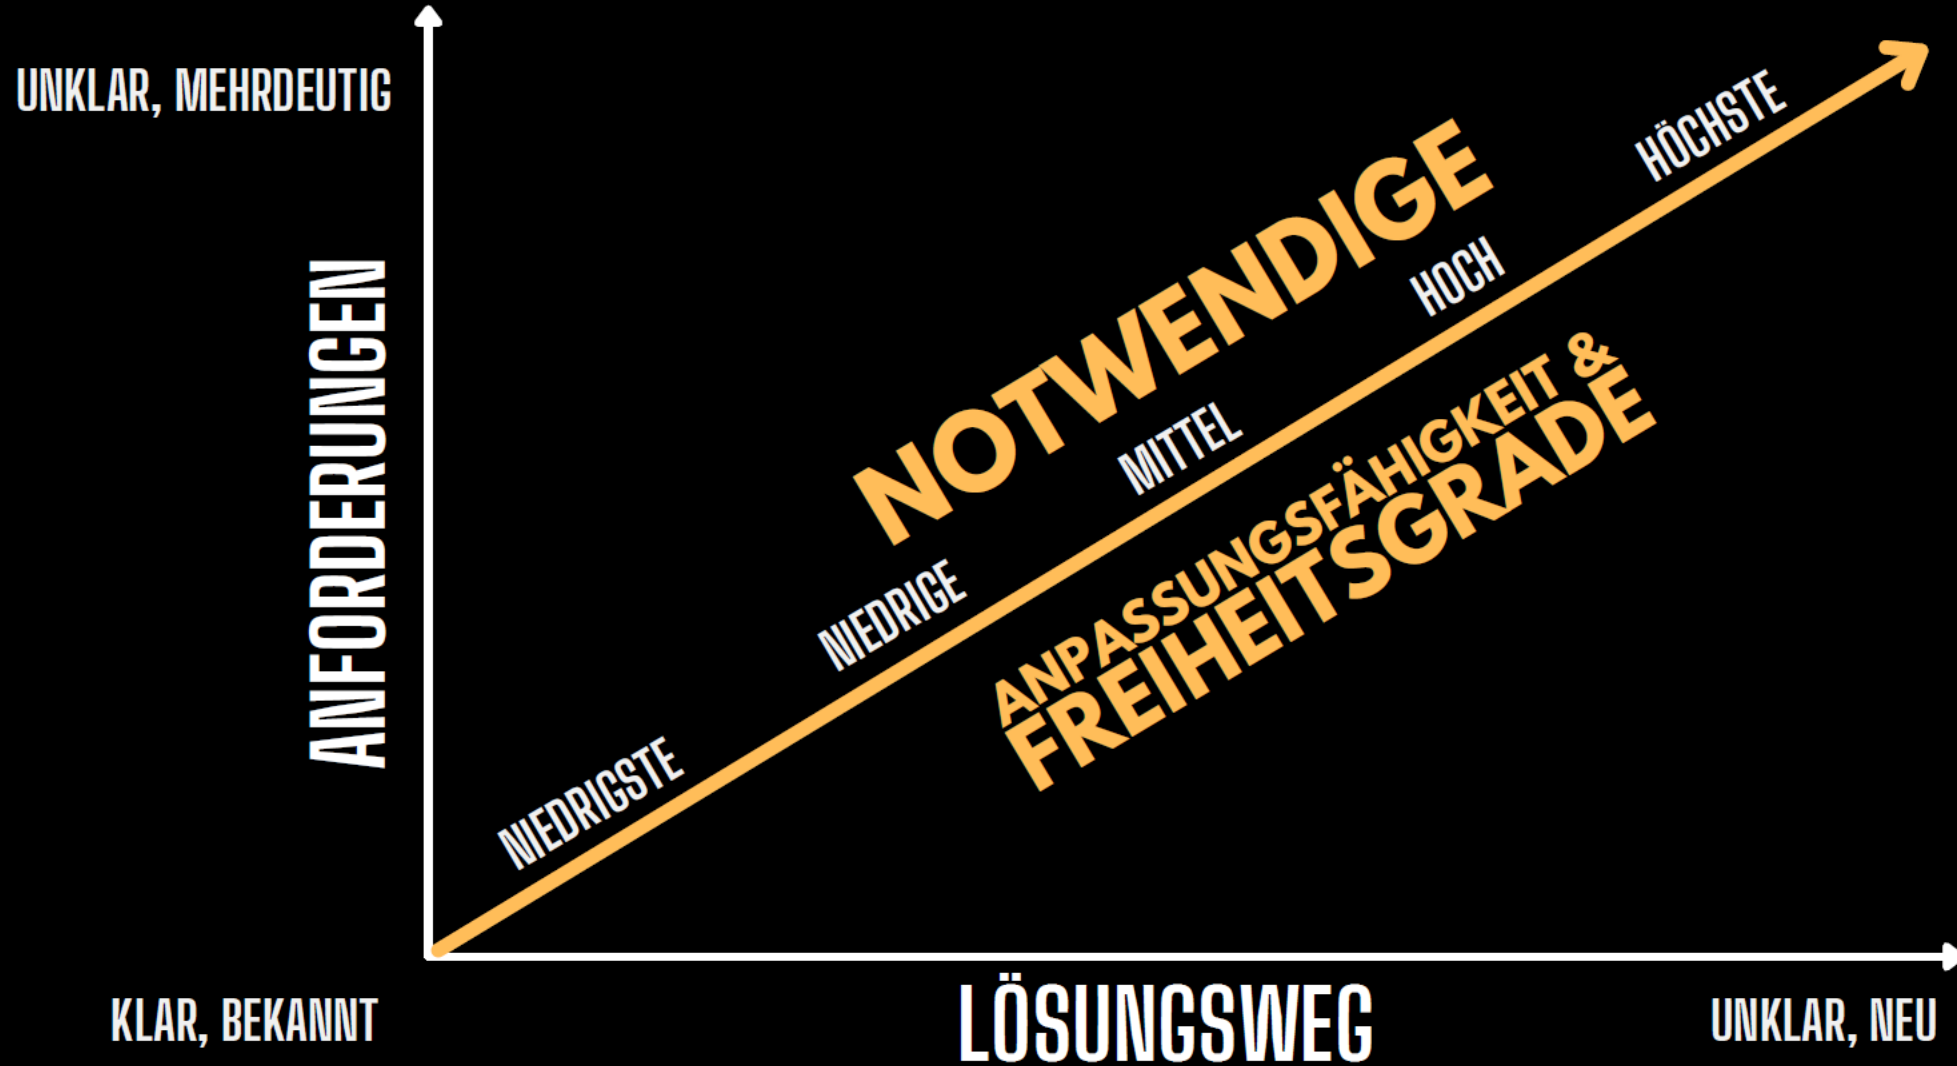 UNKLAR, MEHRDEUTIG
ANFORDERUNGEN
KLAR, BEKANNT
LÖSUNGSWEG
UNKLAR, NEU
NOTWENDIGE
NIEDRIGSTE
NIEDRIGE
MITTEL
HOCH
HÖCHSTE
ANPASSUNGSFÄHIGKEIT &
FREIHEITSGRADE